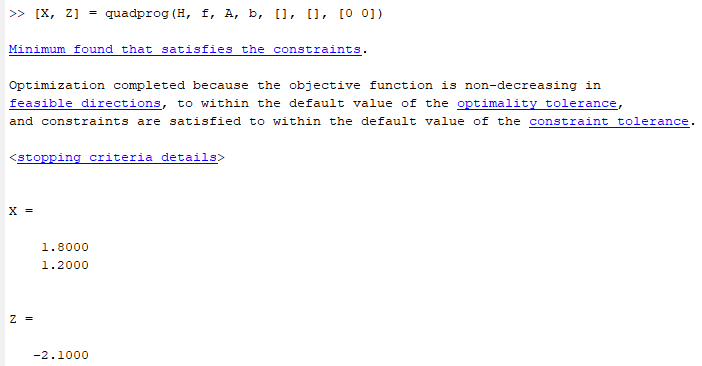 >> [X, Z] = quadprog(H, f, A, b, [], [], [0 0])
Minimum found that satisfies the constraints.
Optimization completed because the objective function is non-decreasing in
feasible directions, to within the default value of the optimality tolerance,
and constraints are satisfied to within the default value of the constraint tolerance.
<stopping criteria details>
X =
1.8000
1.2000
Z =
-2.1000